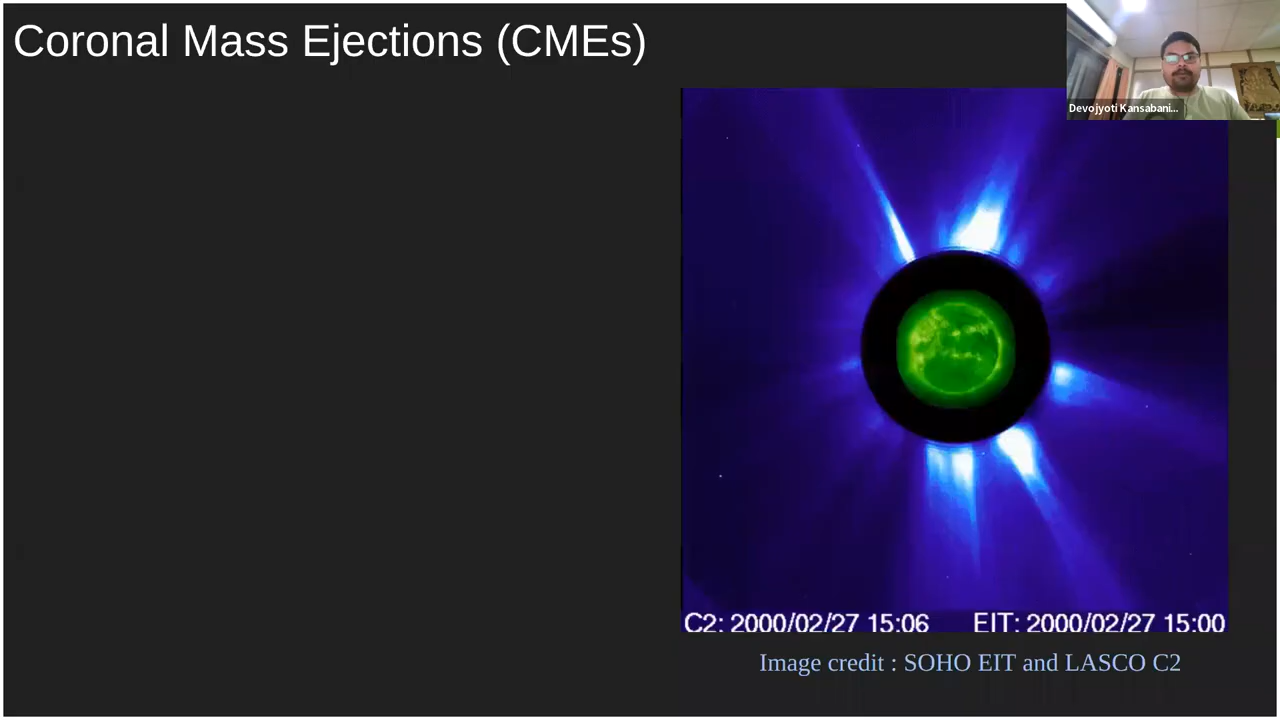 Coronal Mass Ejections (CMEs)
Devojyoti Kansabani...
C2: 2000/02/27 15:06 EIT: 2000/02/27 15:00
Image credit : SOHO EIT and LASCO C2